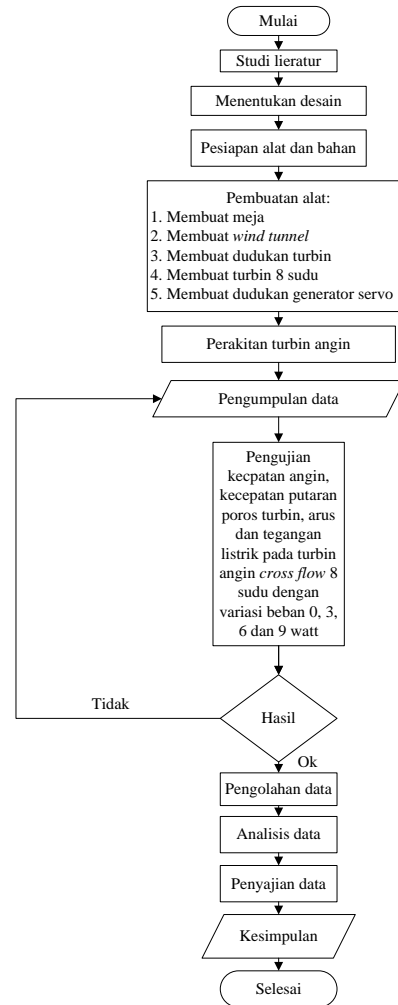 Mulai
Studi lieratur
Menentukan desain
Pesiapan alat dan bahan
Pembuatan alat:
1. Membuat meja
2. Membuat wind tunnel
3. Membuat dudukan turbin
4. Membuat turbin 8 sudu
5. Membuat dudukan generator servo
Perakitan turbin angin
Pengumpulan data
Pengujian
kecpatan angin,
kecepatan putaran
poros turbin, arus
dan tegangan
listrik pada turbin
angin cross flow 8
sudu dengan
variasi beban 0, 3,
6 dan 9 watt
Tidak
Hasil
Ok
Pengolahan data
Analisis data
Penyajian data
Kesimpulan
Selesai